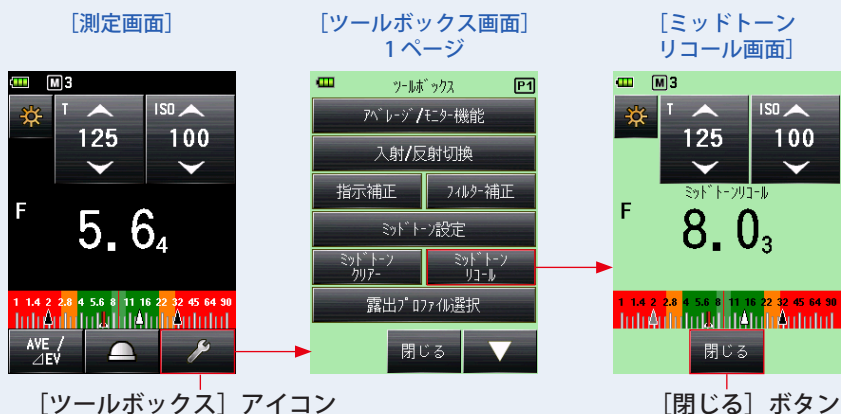 ［測定画面］
［ツールボックス画面］
1 ページ
［ミッドトーン
リコール画面］
M 3
T
125
ISO
100
F
5.6 4
1 1.4 2 2.8 4 5.6 8 11 16 22 32 45 64 90
AVE /
⊿EV
ﾂｰﾙﾎﾞｯｸｽ
P1
ｱﾍﾞﾚｰｼﾞ/ﾓﾆﾀｰ機能
入射/反射切換
指示補正
ﾌｨﾙﾀｰ補正
ﾐｯﾄﾞﾄｰﾝ設定
ﾐｯﾄﾞﾄｰﾝ
ｸﾘｱｰ
ﾐｯﾄﾞﾄｰﾝ
ﾘｺｰﾙ
露出ﾌﾟﾛﾌｧｲﾙ選択
閉じる
M 3
T
125
ISO
100
ﾐｯﾄﾞﾄｰﾝﾘｺｰﾙ
F
8.0 3
1 1.4 2 2.8 4 5.6 8 11 16 22 32 45 64 90
閉じる
［ツールボックス］アイコン
［閉じる］ボタン